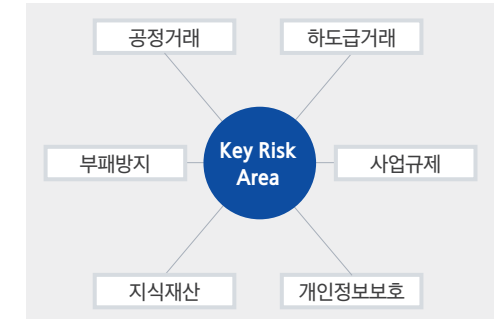 공정거래
하도급거래
부패방지
Key Risk
Area
사업규제
지식재산
개인정보보호